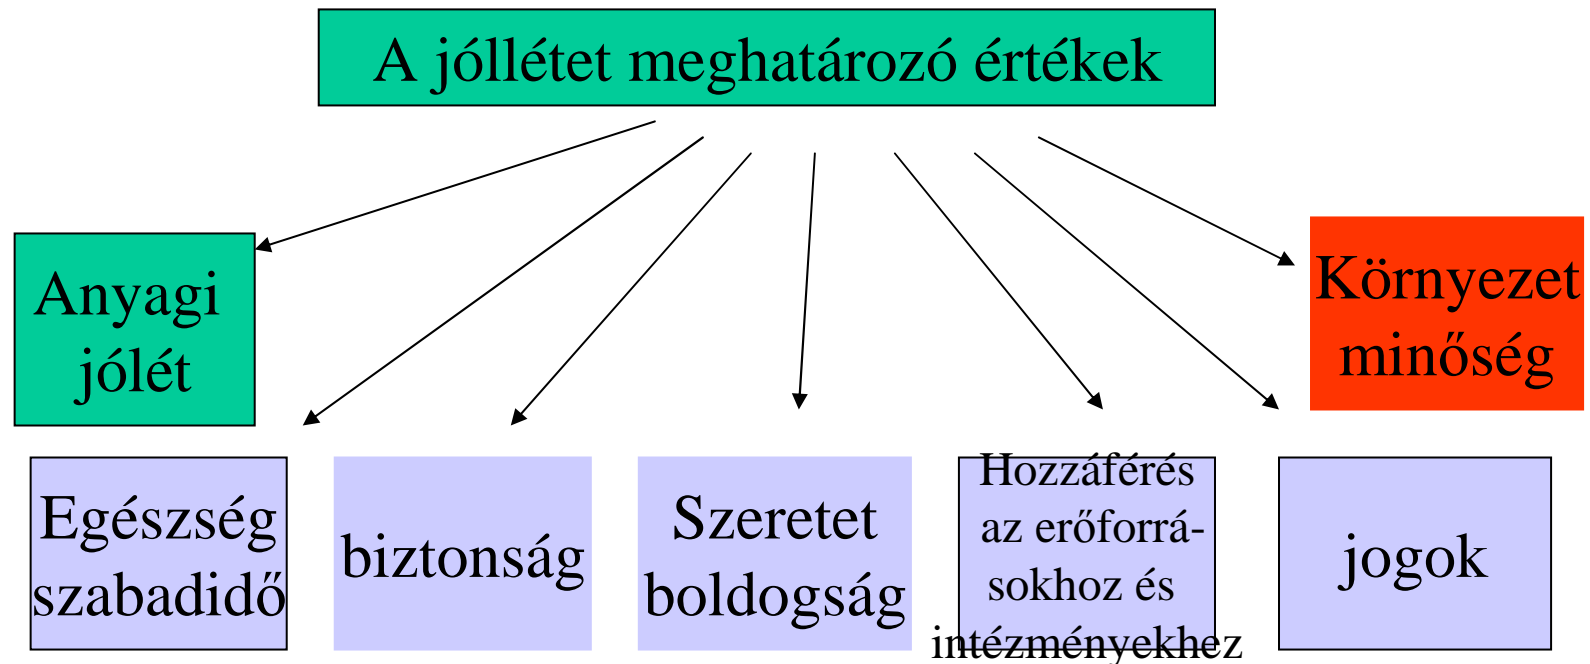 A jóllétet meghatározó értékek
Anyagi
jólét
Környezet
minőség
Egészség
szabadidő
biztonság
Szeretet
boldogság
Hozzáférés
az erőforrá-
sokhoz és
intézményekhez
jogok